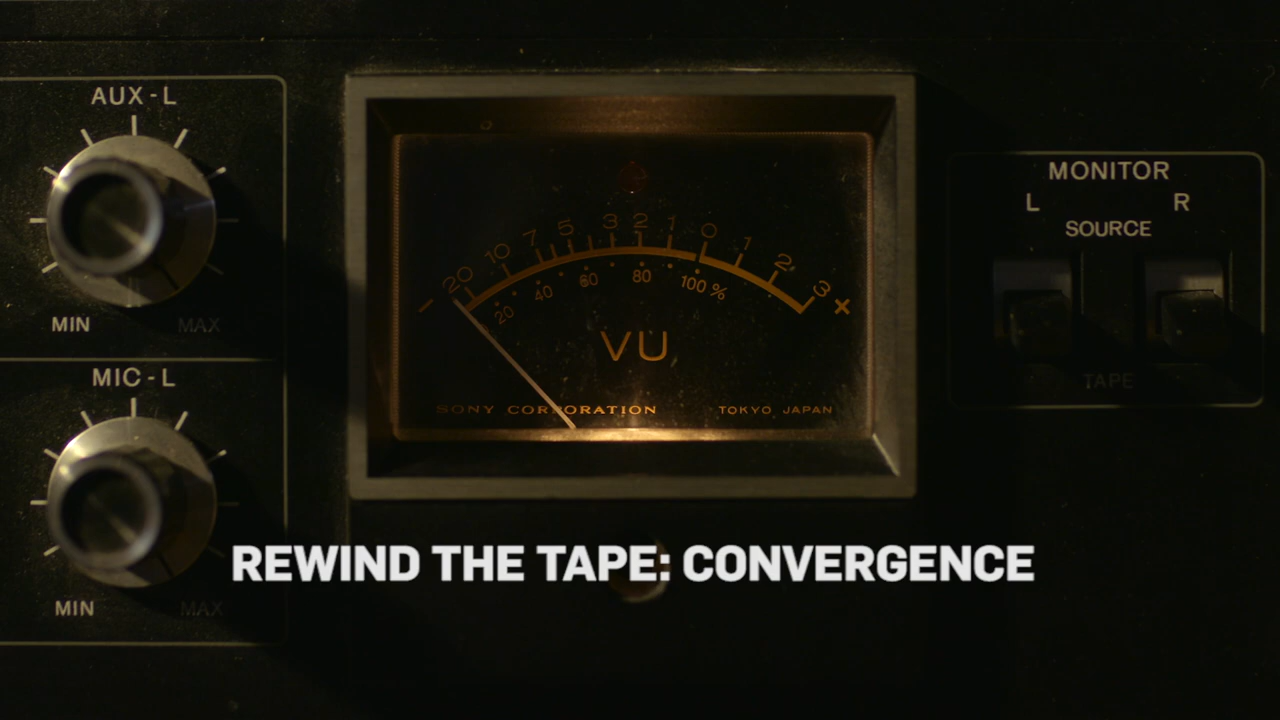 AUX-L
MIN MAX
MIC-L
MIN MAX
20 10 7 5 3 2 1 0 1 2 3
- +
20 40 60 80 100 %
VU
SONY CORPORATION TOKYO JAPAN
MONITOR
L R
SOURCE
TAPE
REWIND THE TAPE: CONVERGENCE